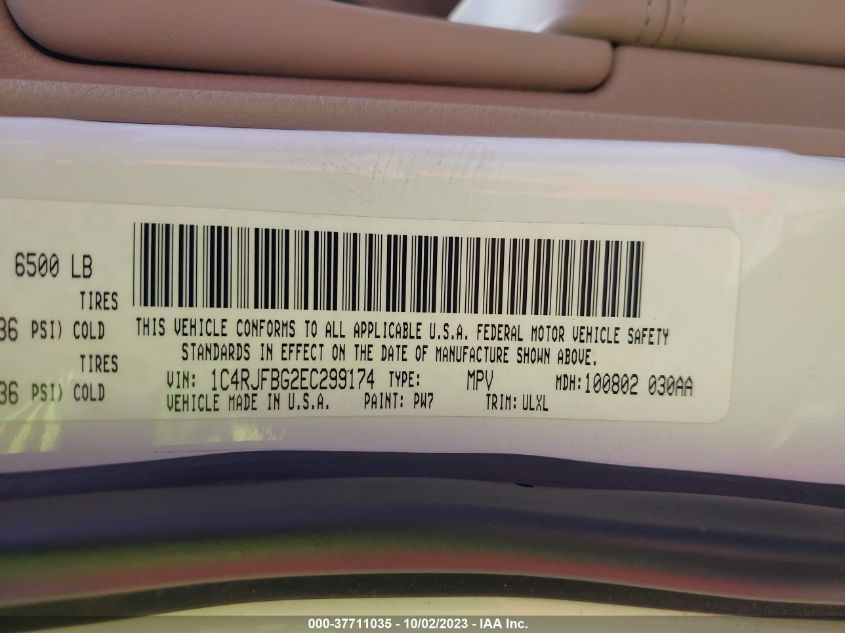 6500 LB
TIRES
36 PSI) COLD
TIRES
36 PSI) COLD
THIS VEHICLE CONFORMS TO ALL APPLICABLE U.S.A. FEDERAL MOTOR VEHICLE SAFETY
STANDARDS IN EFFECT ON THE DATE OF MANUFACTURE SHOWN ABOVE.
VIN: 1C4RJFBG2EC299174 TYPE: MPV MDH:100802 030AA
VEHICLE MADE IN U.S.A. PAINT: PW7 TRIM: ULXL
000-37711035 - 10/02/2023 - IAA Inc.